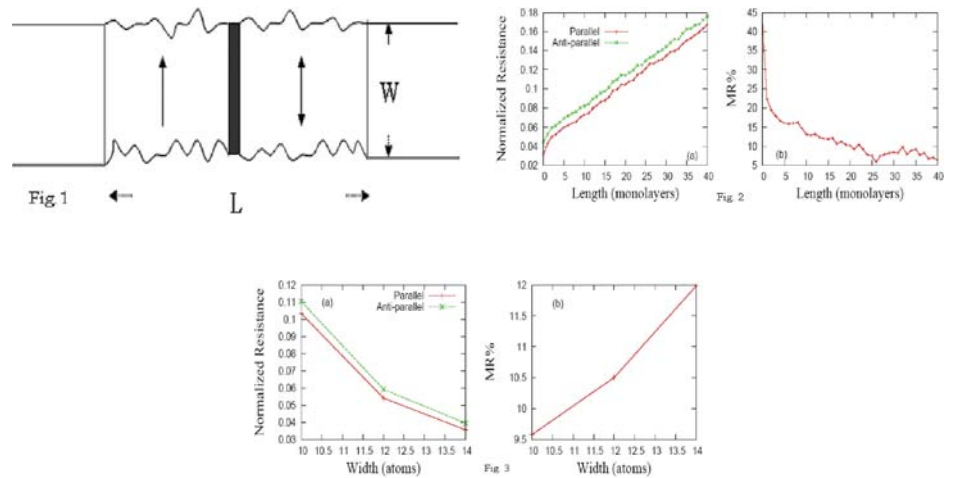 W
Fig.1
L
Normalized Resistance
0.18
0.16
0.14
0.12
0.10
0.08
0.06
0.04
0.02
Parallel
Anti-parallel
(a)
0 5 10 15 20 25 30 35 40
Length (monolayers)
MR%
45
40
35
30
25
20
15
10
5
(b)
0 5 10 15 20 25 30 35 40
Length (monolayers)
Fig. 2
Normalized Resistance
0.12
0.11
0.1
0.09
0.08
0.07
0.06
0.05
0.04
0.03
(a)
Parallel
Anti-parallel
10 10.5 11 11.5 12 12.5 13 13.5 14
Width (atoms)
MR%
12
11.5
11
10.5
10
9.5
(b)
10 10.5 11 11.5 12 12.5 13 13.5 14
Width (atoms)
Fig. 3